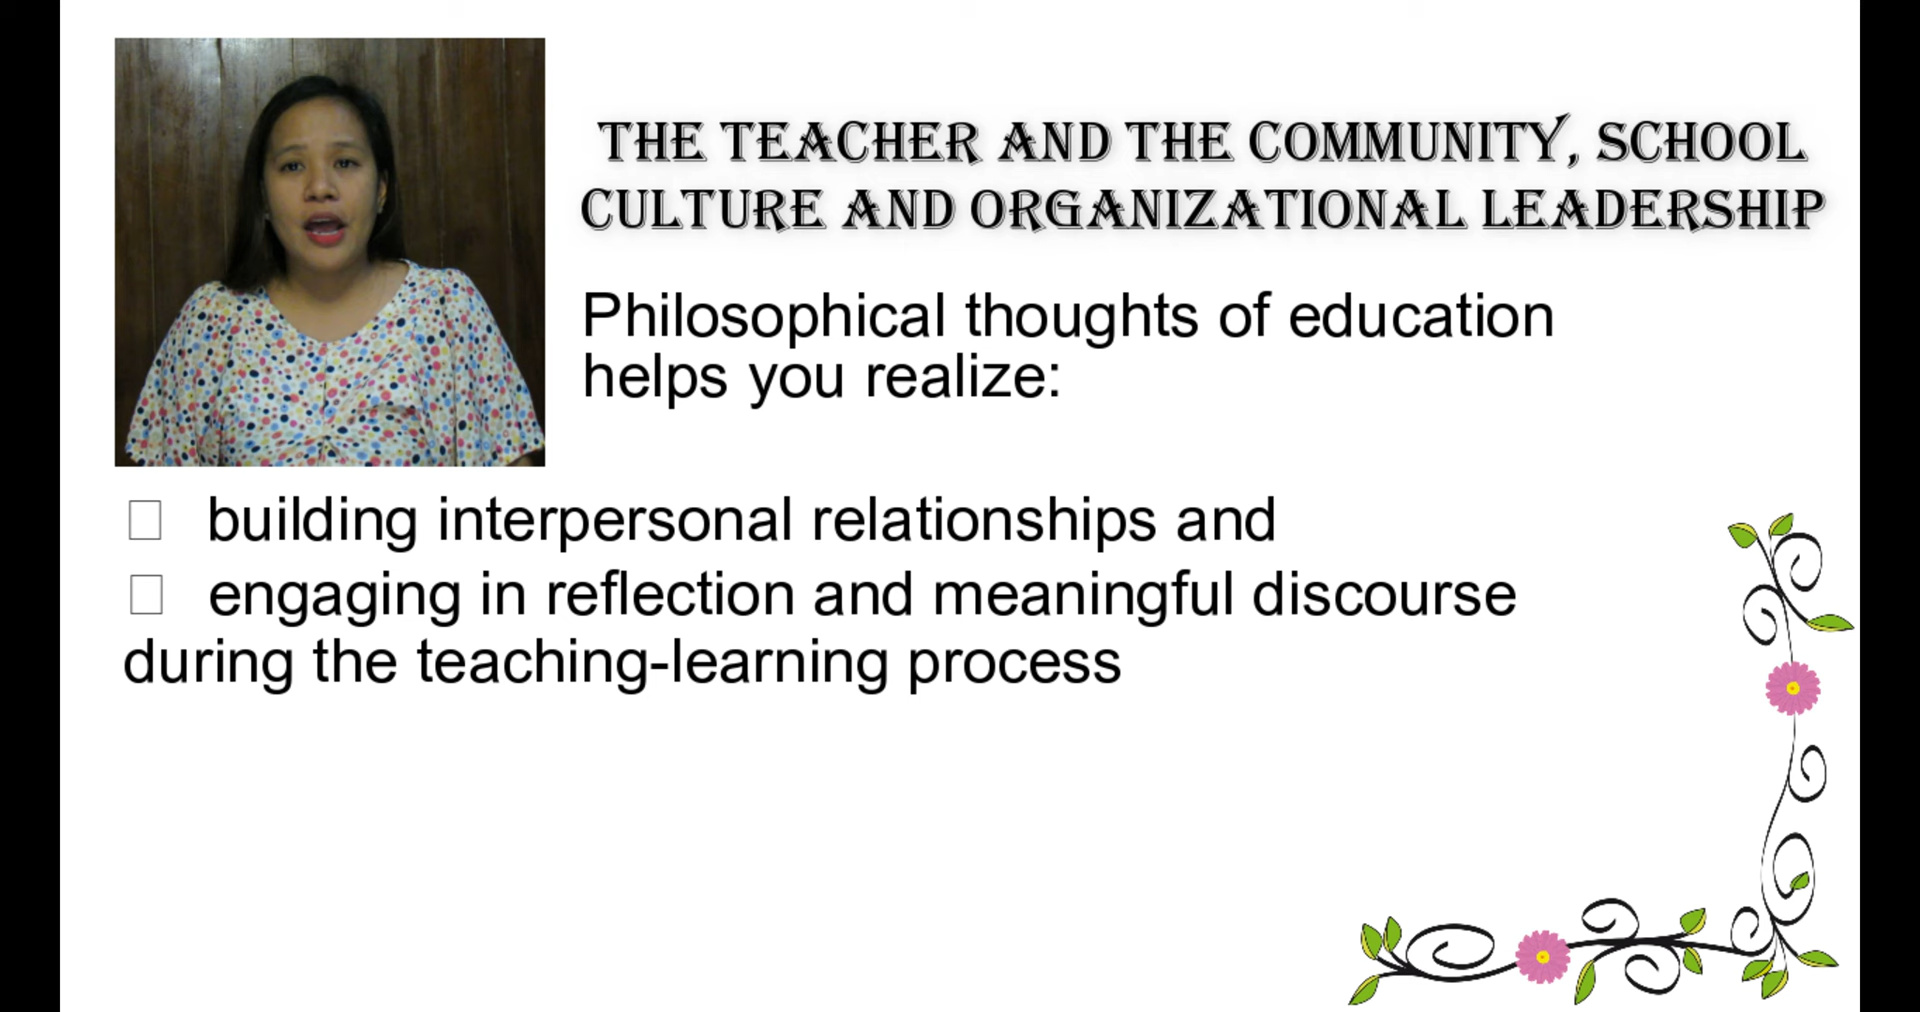 THE TEACHER AND THE COMMUNITY, SCHOOL
CULTURE AND ORGANIZATIONAL LEADERSHIP
Philosophical thoughts of education
helps you realize:
building interpersonal relationships and
engaging in reflection and meaningful discourse
during the teaching-learning process